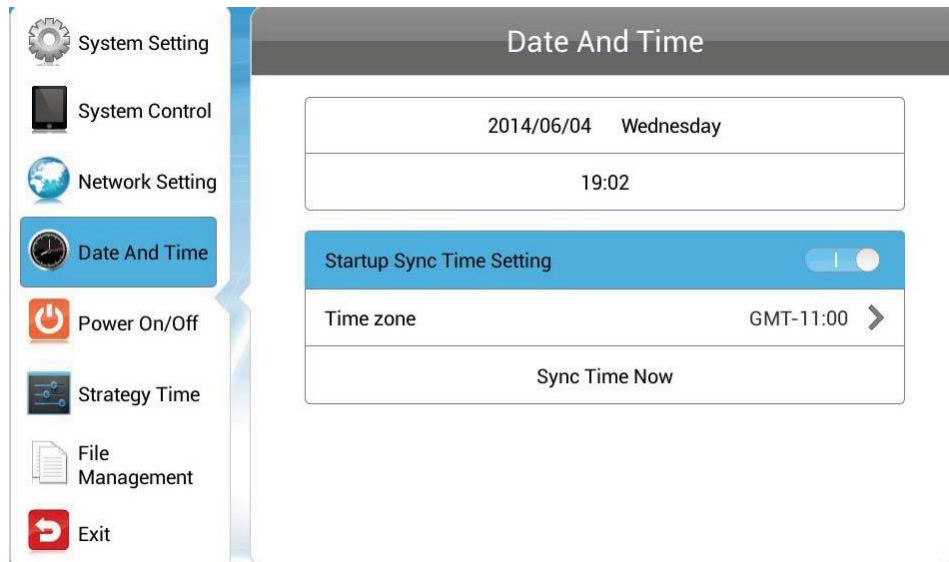 System Setting
System Control
Network Setting
Date And Time
Power On/Off
Strategy Time
File
Management
Exit
Date And Time
2014/06/04 Wednesday
19:02
Startup Sync Time Setting
Time zone GMT-11:00
Sync Time Now